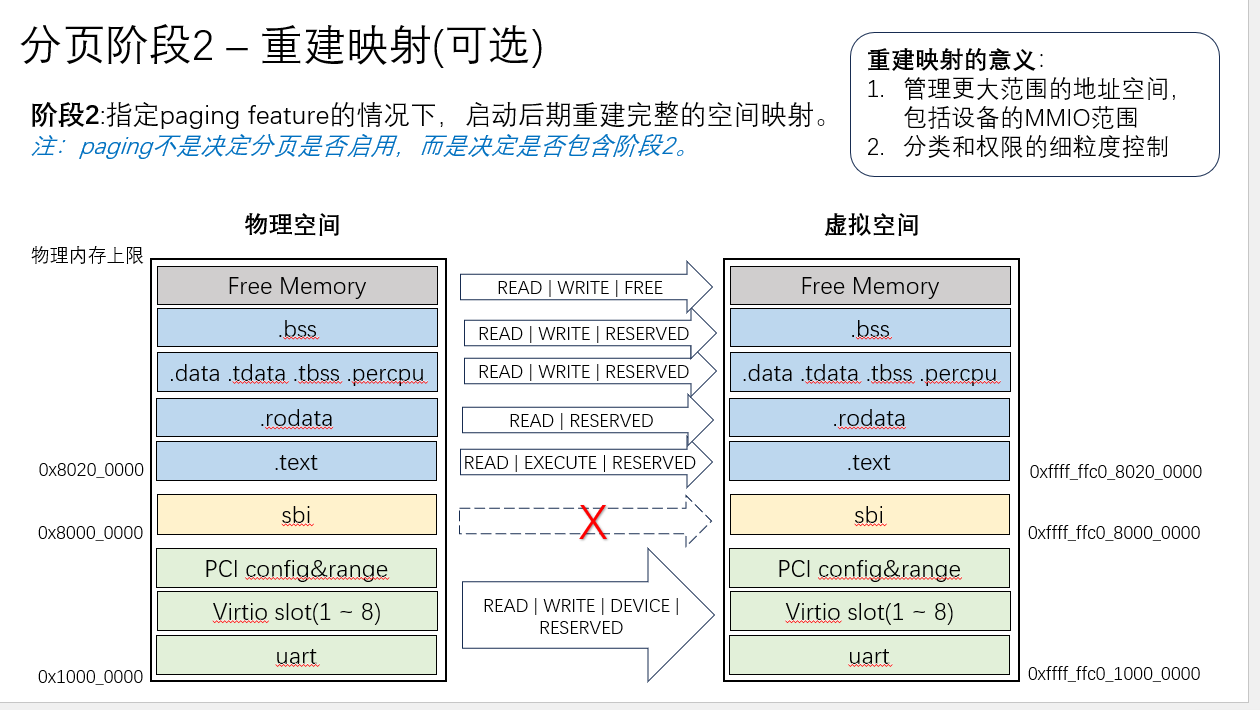 分页阶段2 – 重建映射(可选)
阶段2:指定paging feature的情况下，启动后期重建完整的空间映射。
注：paging不是决定分页是否启用，而是决定是否包含阶段2。
重建映射的意义:
1. 管理更大范围的地址空间,
包括设备的MMIO范围
2. 分类和权限的细粒度控制
物理空间
虚拟空间
物理内存上限
Free Memory
READ | WRITE | FREE
Free Memory
.bss
READ | WRITE | RESERVED
.bss
.data .tdata .tbss .percpu
READ | WRITE | RESERVED
.data .tdata .tbss .percpu
.rodata
READ | RESERVED
.rodata
.text
READ | EXECUTE | RESERVED
.text
0x8020_0000
0xffff_ffc0_8020_0000
sbi
X
sbi
0x8000_0000
0xffff_ffc0_8000_0000
PCI config&range
PCI config&range
Virtio slot(1 ~ 8)
READ | WRITE | DEVICE |
RESERVED
Virtio slot(1 ~ 8)
uart
uart
0x1000_0000
0xffff_ffc0_1000_0000